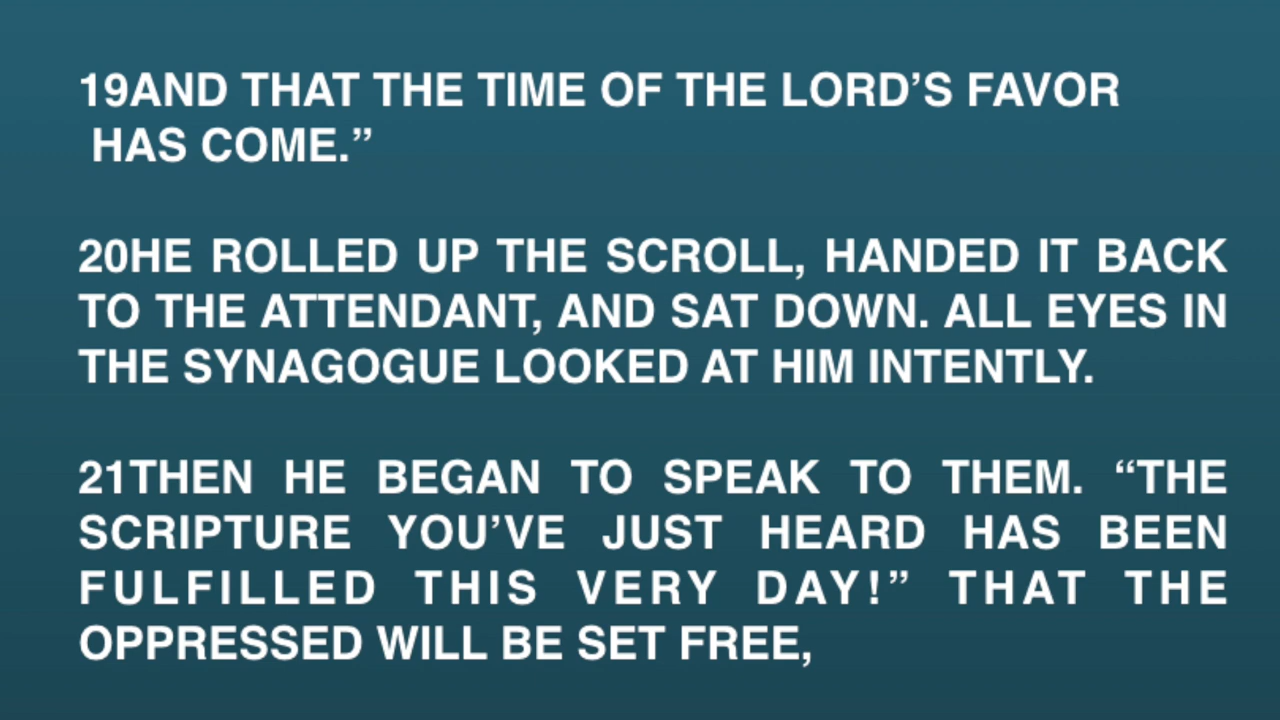 19AND THAT THE TIME OF THE LORD’S FAVOR
HAS COME.”
20HE ROLLED UP THE SCROLL, HANDED IT BACK
TO THE ATTENDANT, AND SAT DOWN. ALL EYES IN
THE SYNAGOGUE LOOKED AT HIM INTENTLY.
21THEN HE BEGAN TO SPEAK TO THEM. “THE
SCRIPTURE YOU’VE JUST HEARD HAS BEEN
FULFILLED THIS VERY DAY!” THAT THE
OPPRESSED WILL BE SET FREE,